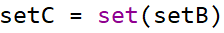 setC = set(setB)